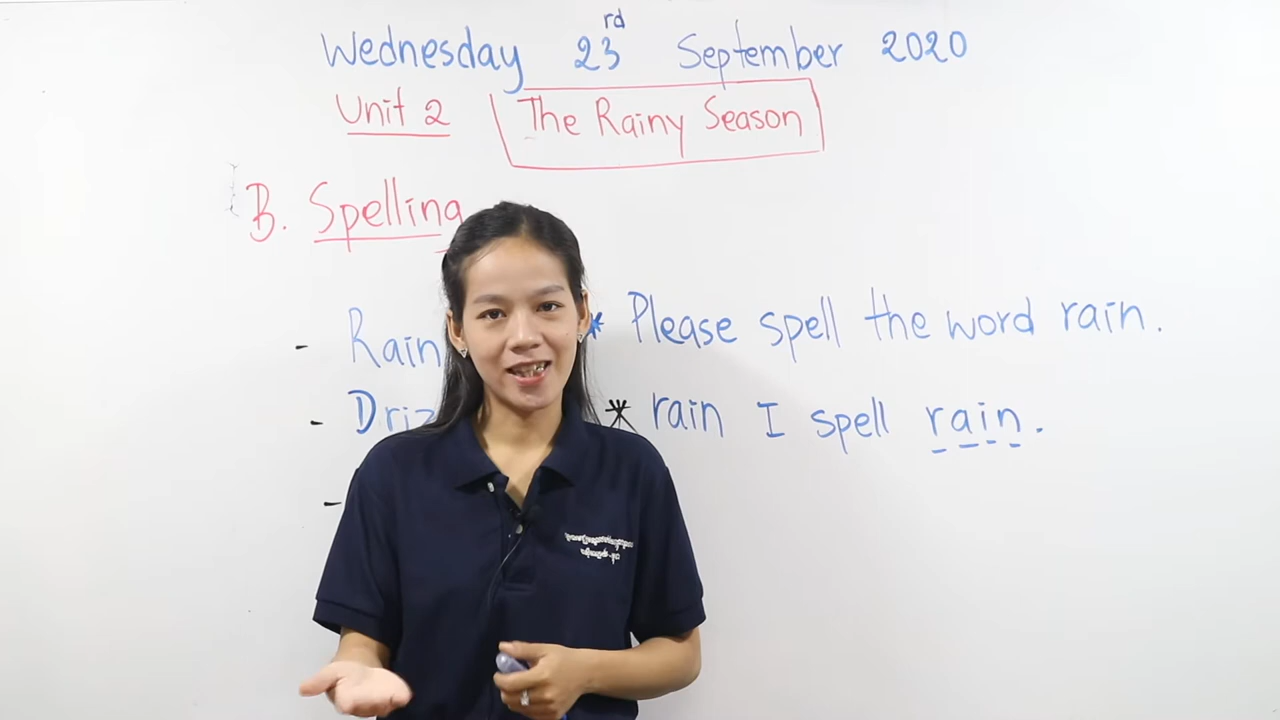 Wednesday 23rd September 2020
Unit 2 The Rainy Season
B. Spelling
- Rain * Please spell the word rain.
- Driz * rain I spell rain.
-